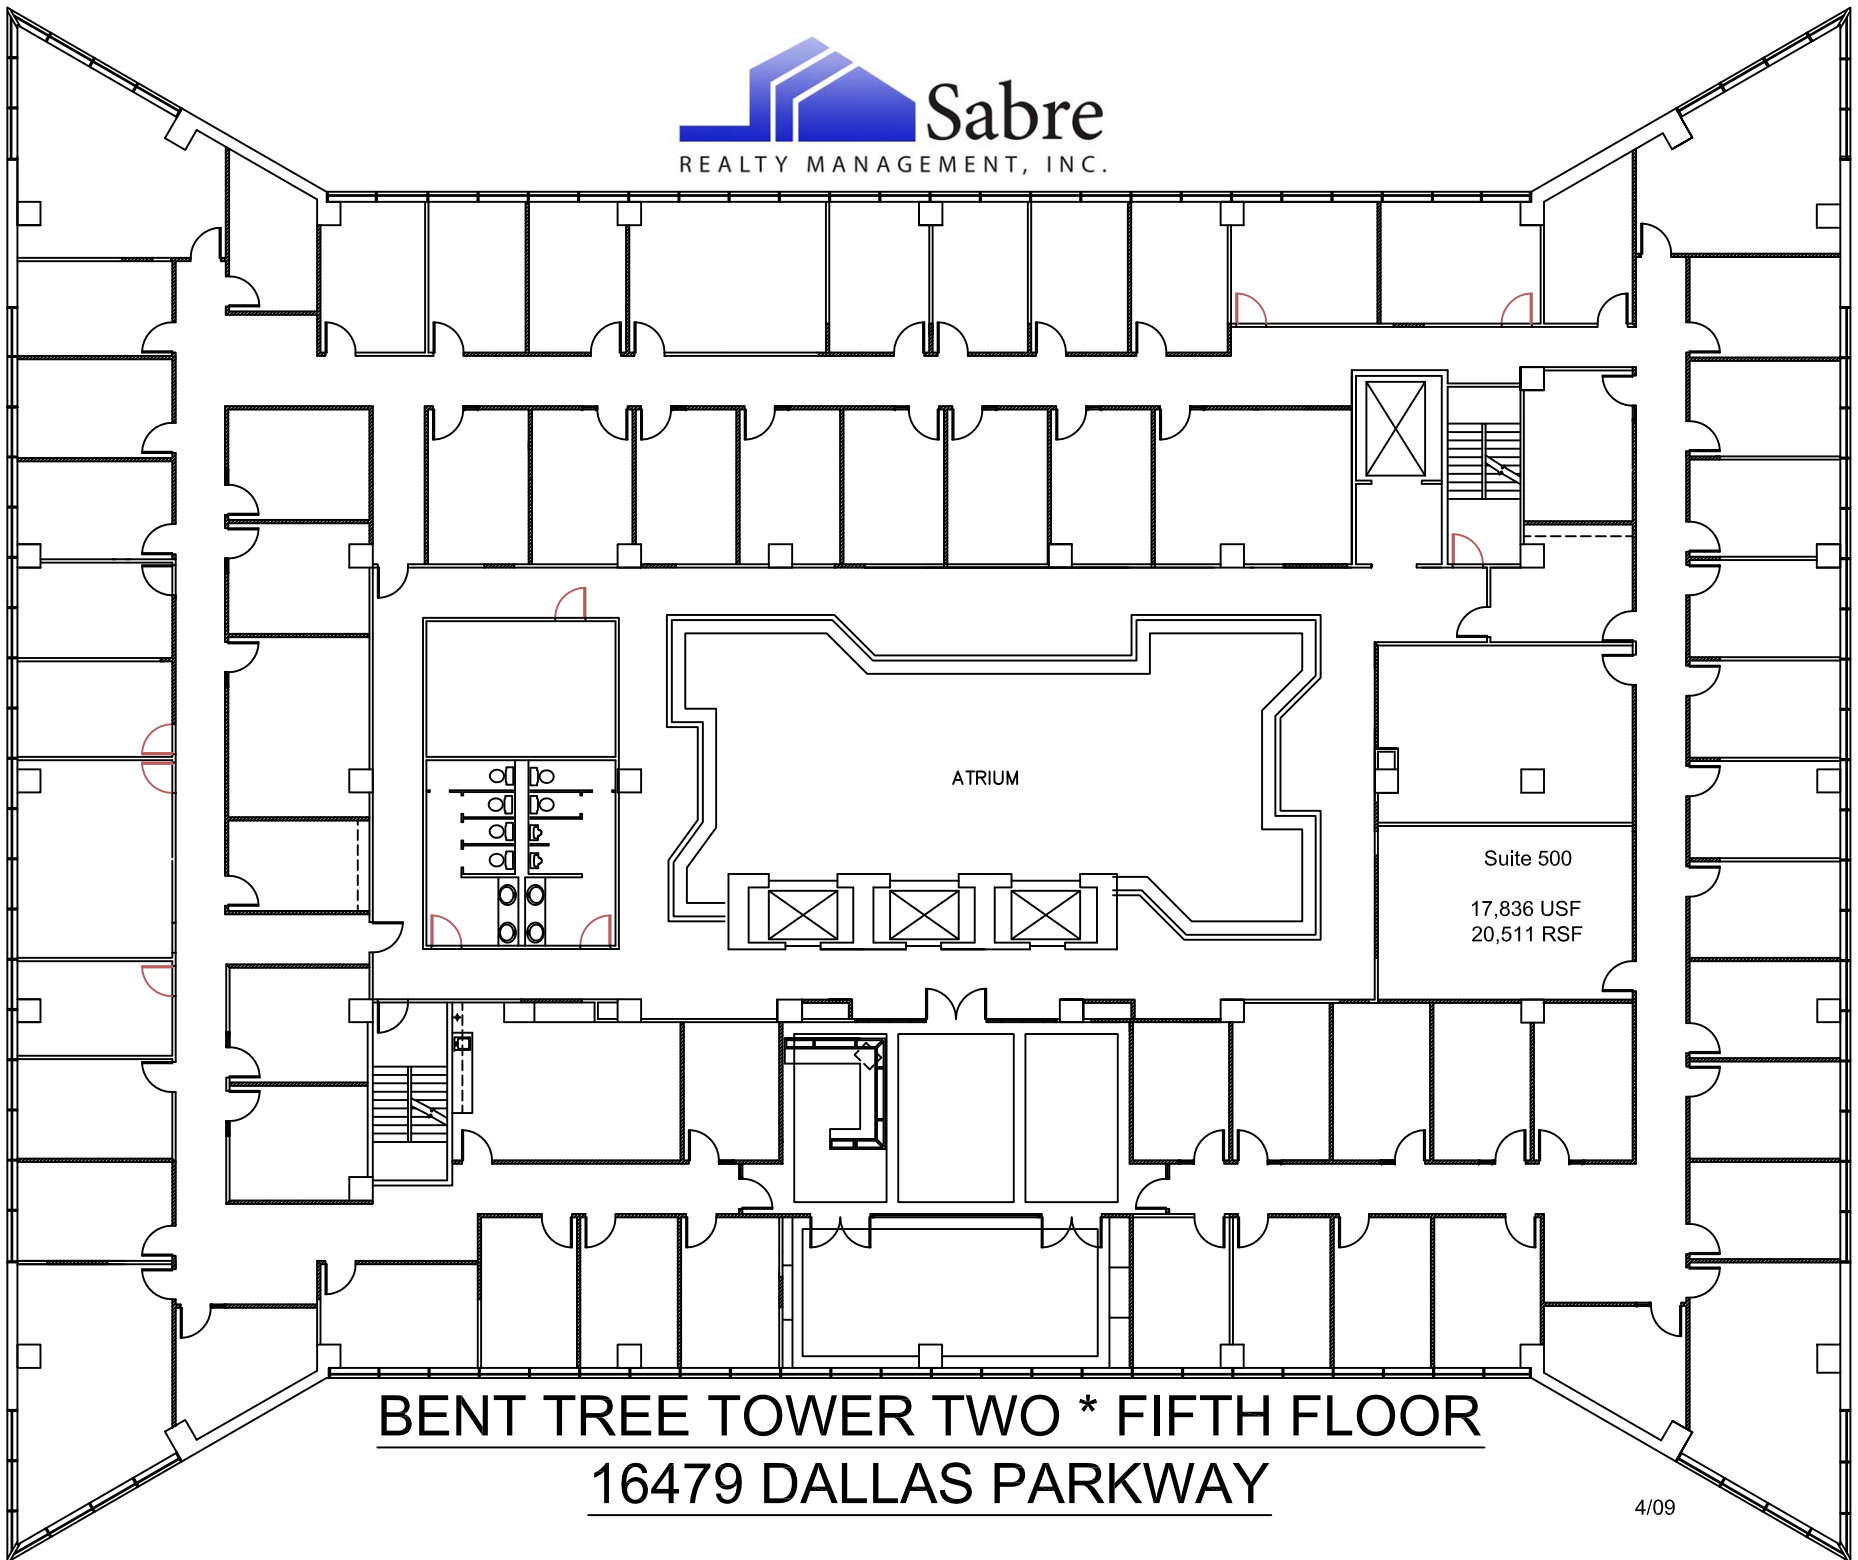 Sabre
REALTY MANAGEMENT, INC.
ATRIUM
Suite 500
17,836 USF
20,511 RSF
BENT TREE TOWER TWO * FIFTH FLOOR
16479 DALLAS PARKWAY
4/09